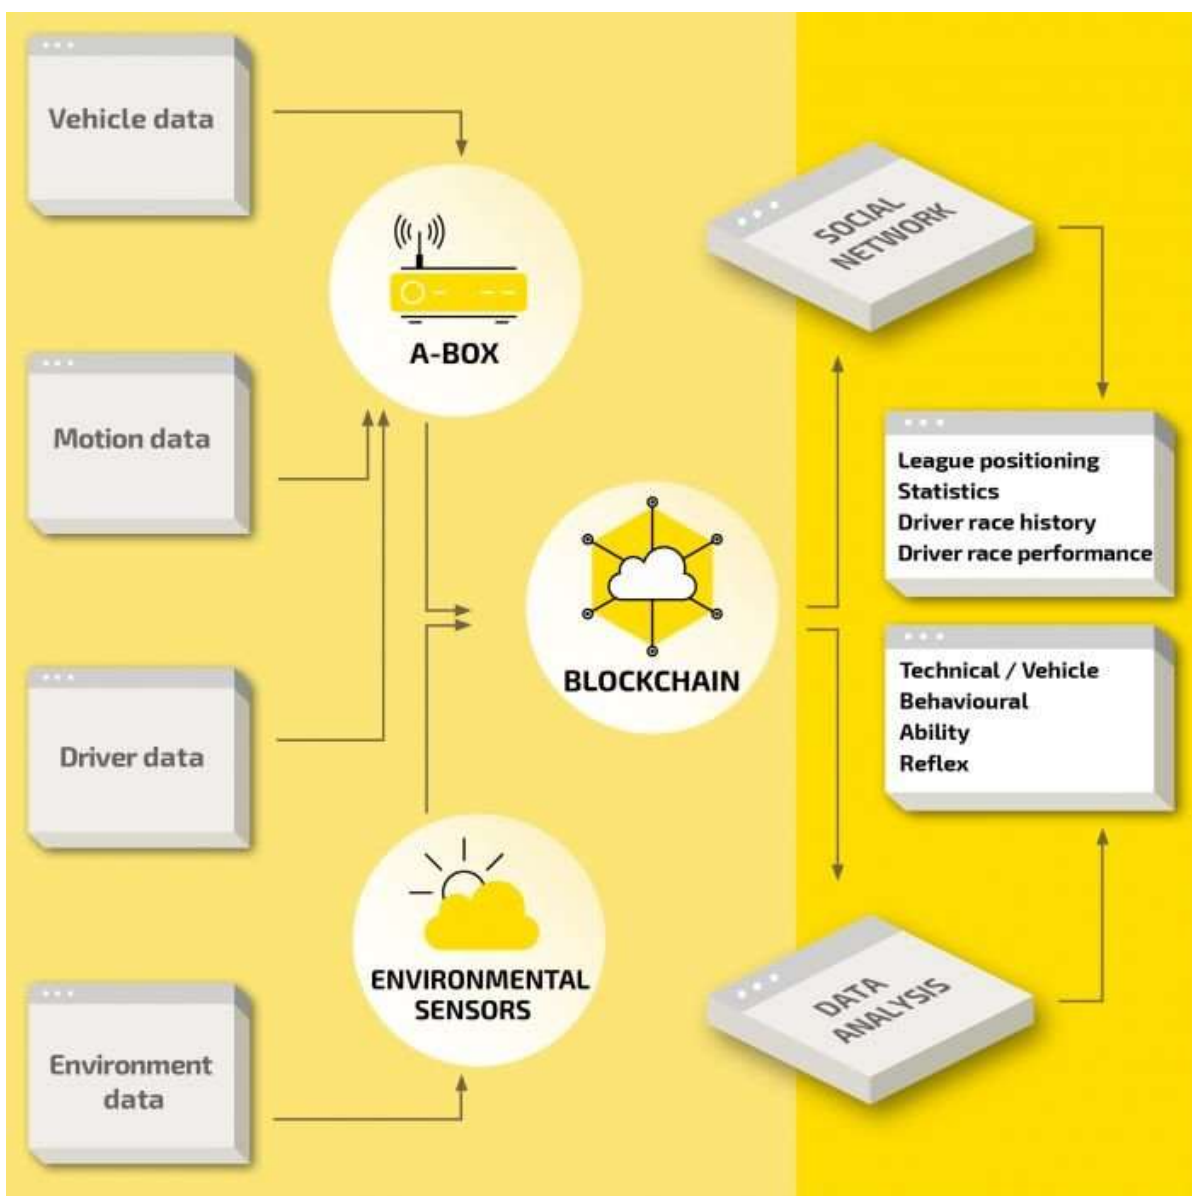 Vehicle data
A-BOX
Motion data
Driver data
ENVIRONMENTAL
SENSORS
Environment
data
BLOCKCHAIN
SOCIAL
NETWORK
League positioning
Statistics
Driver race history
Driver race performance
Technical / Vehicle
Behavioural
Ability
Reflex
DATA
ANALYSIS